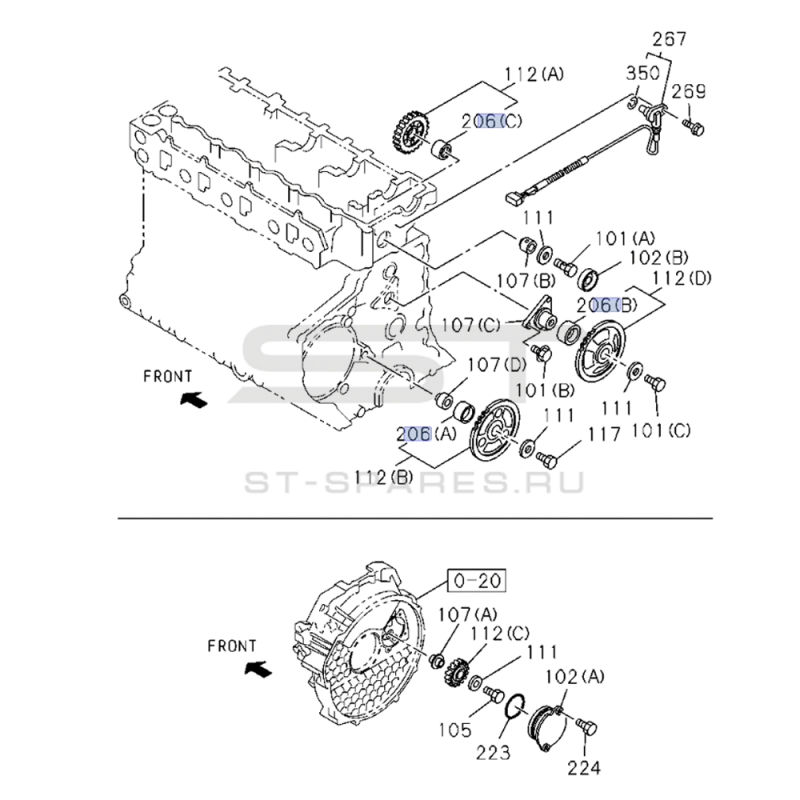 267
112(A)
350
269
206(C)
111
101(A)
102(B)
107(B)
112(D)
206(B)
107(C)
FRONT
107(D)
101(B)
111
111
101(C)
206(A)
117
112(B)
ST-SPARES.RU
0-20
107(A)
FRONT
112(C)
111
102(A)
105
223
224